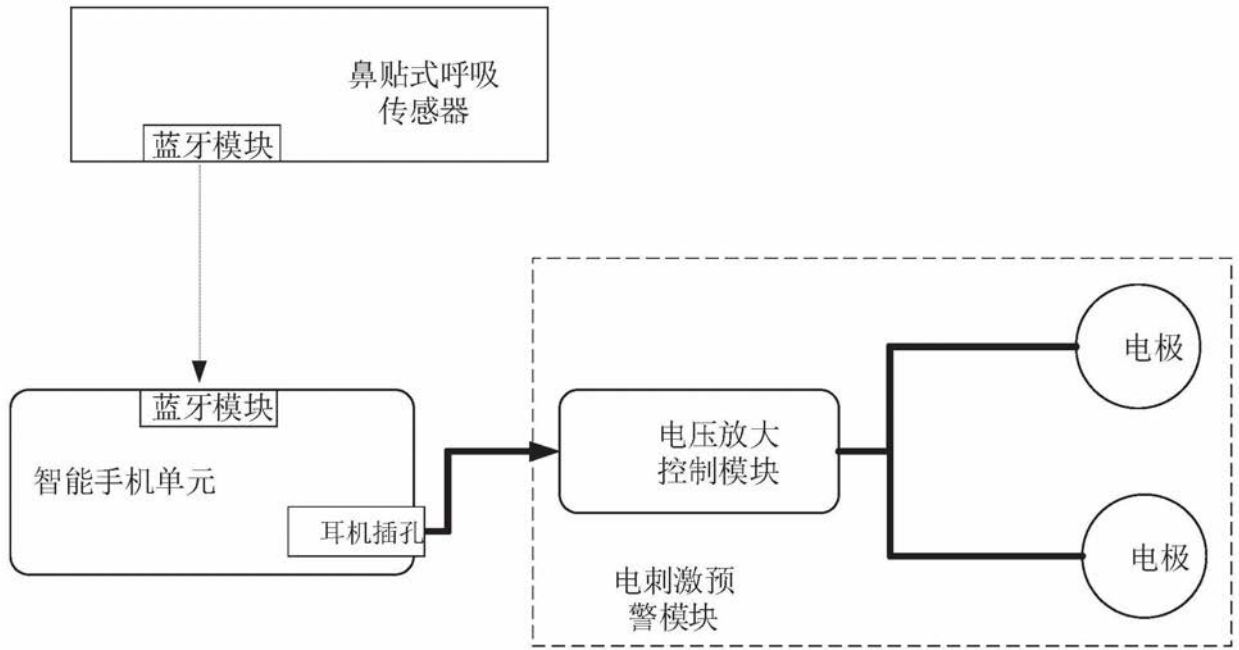 鼻贴式呼吸
传感器
蓝牙模块
蓝牙模块
智能手机单元
耳机插孔
电压放大
控制模块
电极
电极
电刺激预
警模块